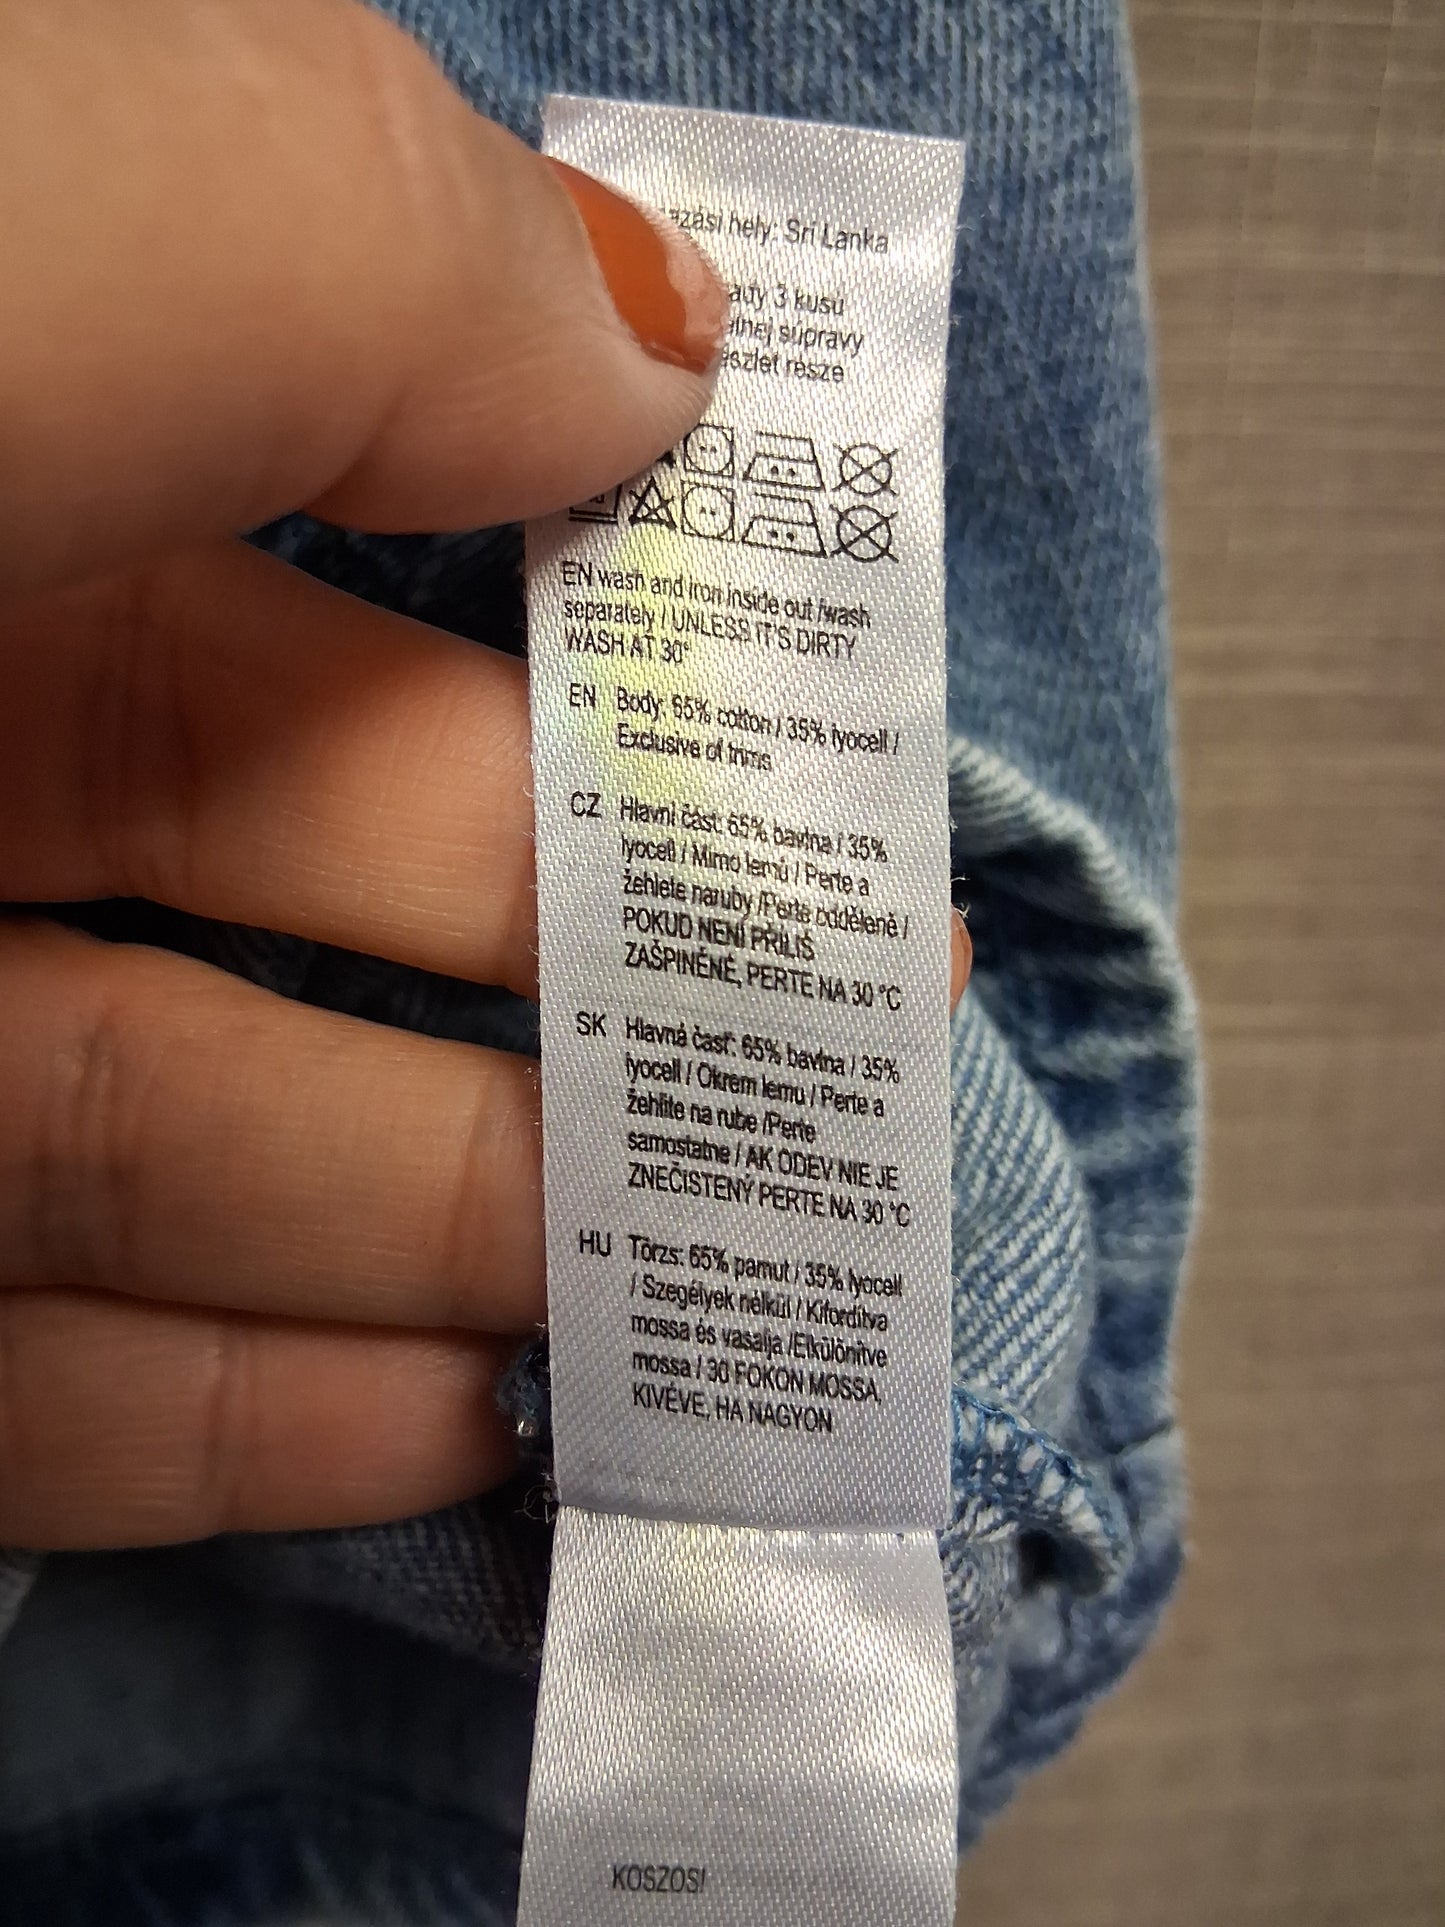 hely: Sri Lanka
3 kusů
supravy
resze
EN wash and iron inside out /wash
separately / UNLESS IT'S DIRTY
WASH AT 30°
EN Body: 65% cotton / 35% lyocell /
Exclusive of trims
CZ Hlavní část: 65% bavlna / 35%
lyocell / Mimo lemů / Perte a
žehlete naruby /Perte odděleně /
POKUD NENÍ PŘÍLIŠ
ZAŠPINĚNÉ, PERTE NA 30 °C
SK Hlavná časť: 65% bavlna / 35%
lyocell / Okrem lemu / Perte a
žehlite na rube /Perte
samostatne / AK ODEV NIE JE
ZNEČISTENÝ PERTE NA 30 °C
HU Törzs: 65% pamut / 35% lyocell
/ Szegélyek nélkül / Kifordítva
mossa és vasalja /Elkülönítve
mossa / 30 FOKON MOSSA,
KIVÉVE, HA NAGYON
KOSZOS!